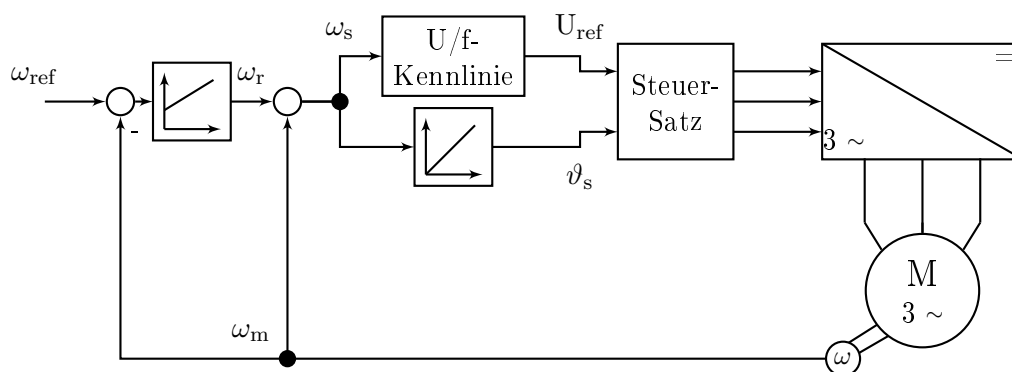 ω_ref
-
ω_r
ω_s
U/f-
Kennlinie
U_ref
ϑ_s
Steuer-
Satz
=
3 ~
M
3 ~
ω
ω_m